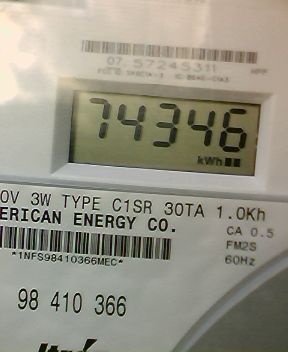 07 57245311
74346
kWh
0V 3W TYPE C1SR 30TA 1.0Kh
ERICAN ENERGY CO.
CA 0.5
FM2S
60Hz
*1NFS98410366MEC*
98 410 366